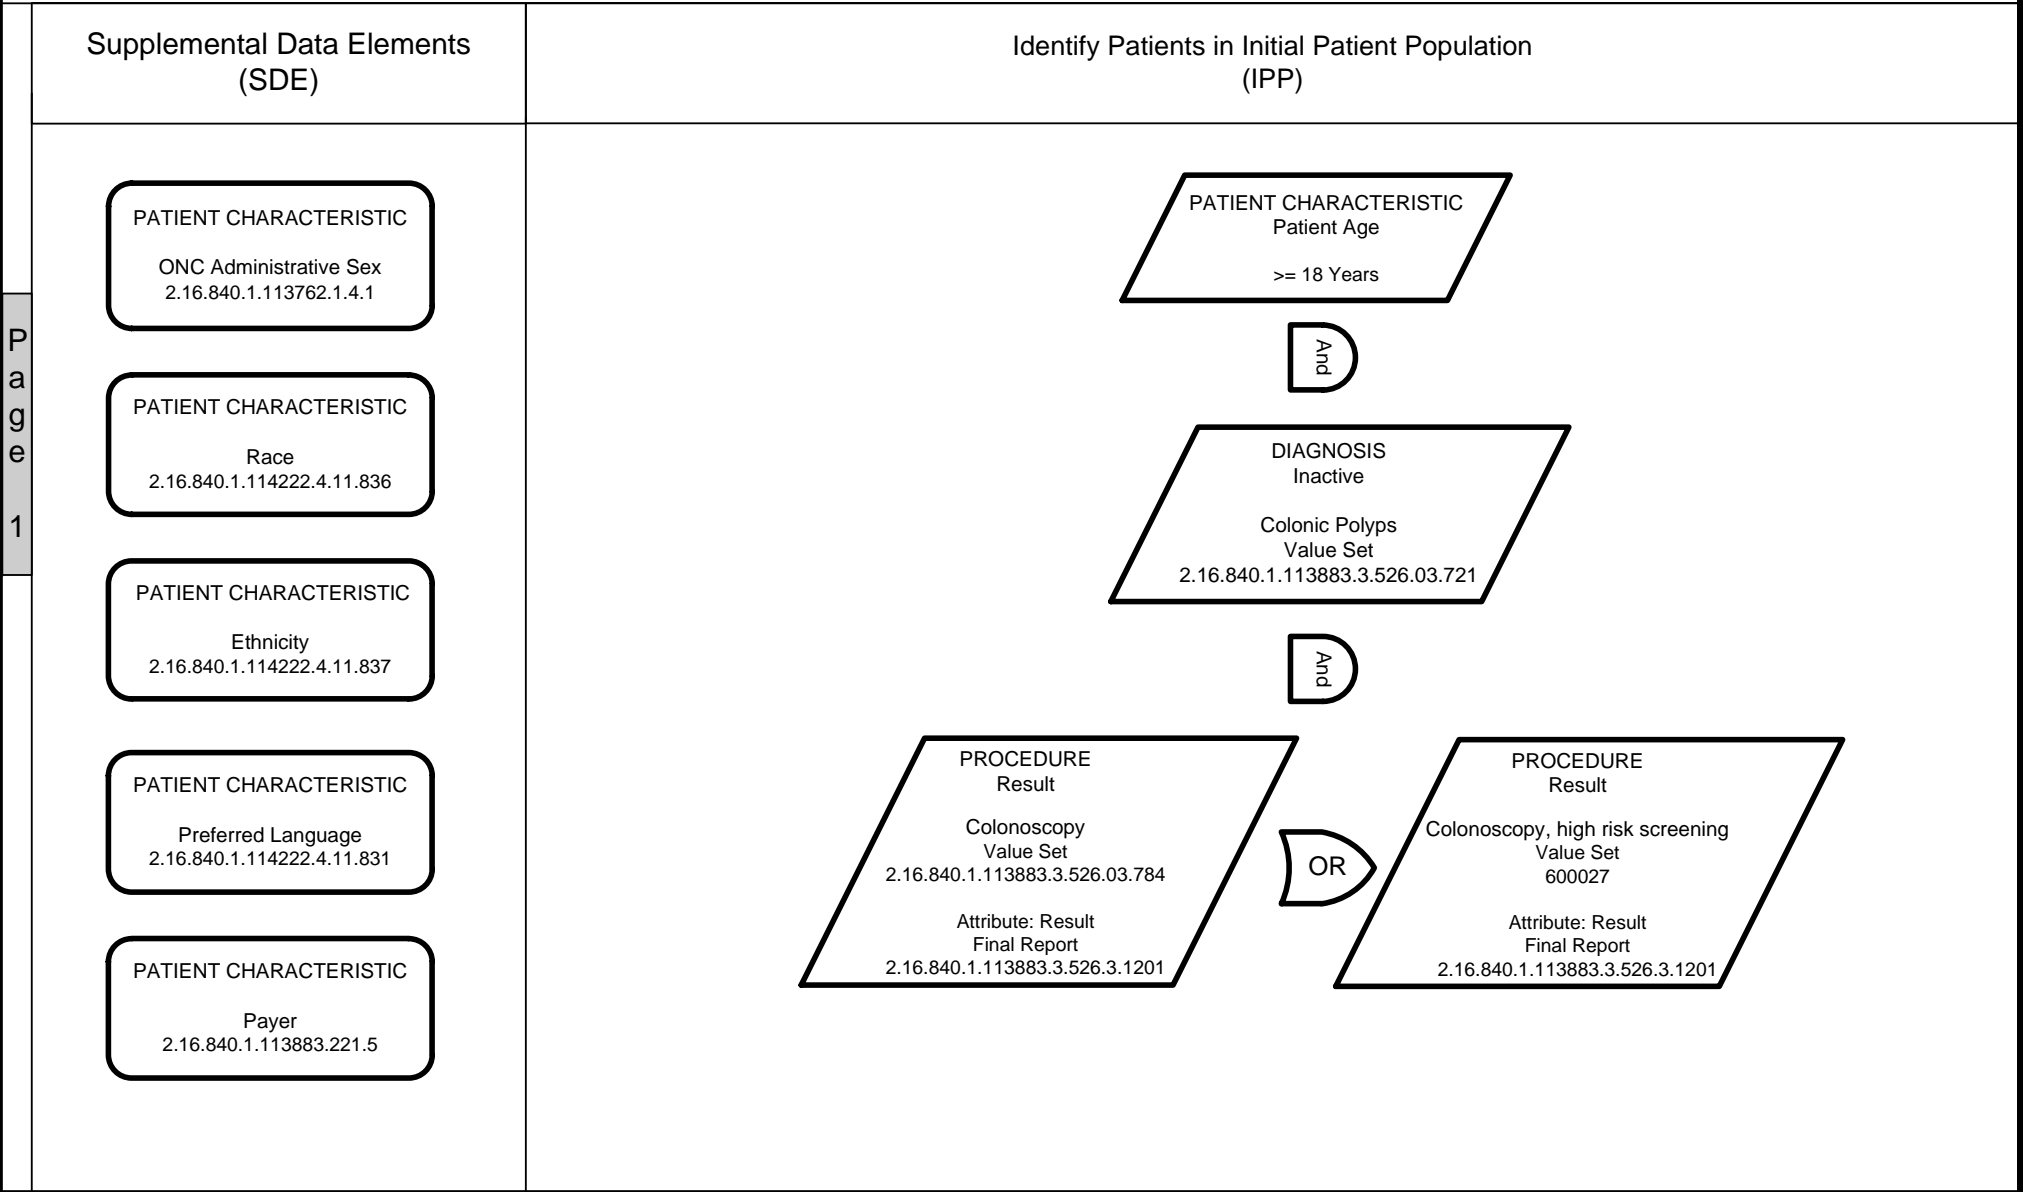 Supplemental Data Elements
(SDE)
Identify Patients in Initial Patient Population
(IPP)
Page 1
PATIENT CHARACTERISTIC
ONC Administrative Sex
2.16.840.1.113762.1.4.1
PATIENT CHARACTERISTIC
Race
2.16.840.1.114222.4.11.836
PATIENT CHARACTERISTIC
Ethnicity
2.16.840.1.114222.4.11.837
PATIENT CHARACTERISTIC
Preferred Language
2.16.840.1.114222.4.11.831
PATIENT CHARACTERISTIC
Payer
2.16.840.1.113883.221.5
PATIENT CHARACTERISTIC
Patient Age
>= 18 Years
And
DIAGNOSIS
Inactive
Colonic Polyps
Value Set
2.16.840.1.113883.3.526.03.721
And
PROCEDURE
Result
Colonoscopy
Value Set
2.16.840.1.113883.3.526.03.784
Attribute: Result
Final Report
2.16.840.1.113883.3.526.3.1201
OR
PROCEDURE
Result
Colonoscopy, high risk screening
Value Set
600027
Attribute: Result
Final Report
2.16.840.1.113883.3.526.3.1201